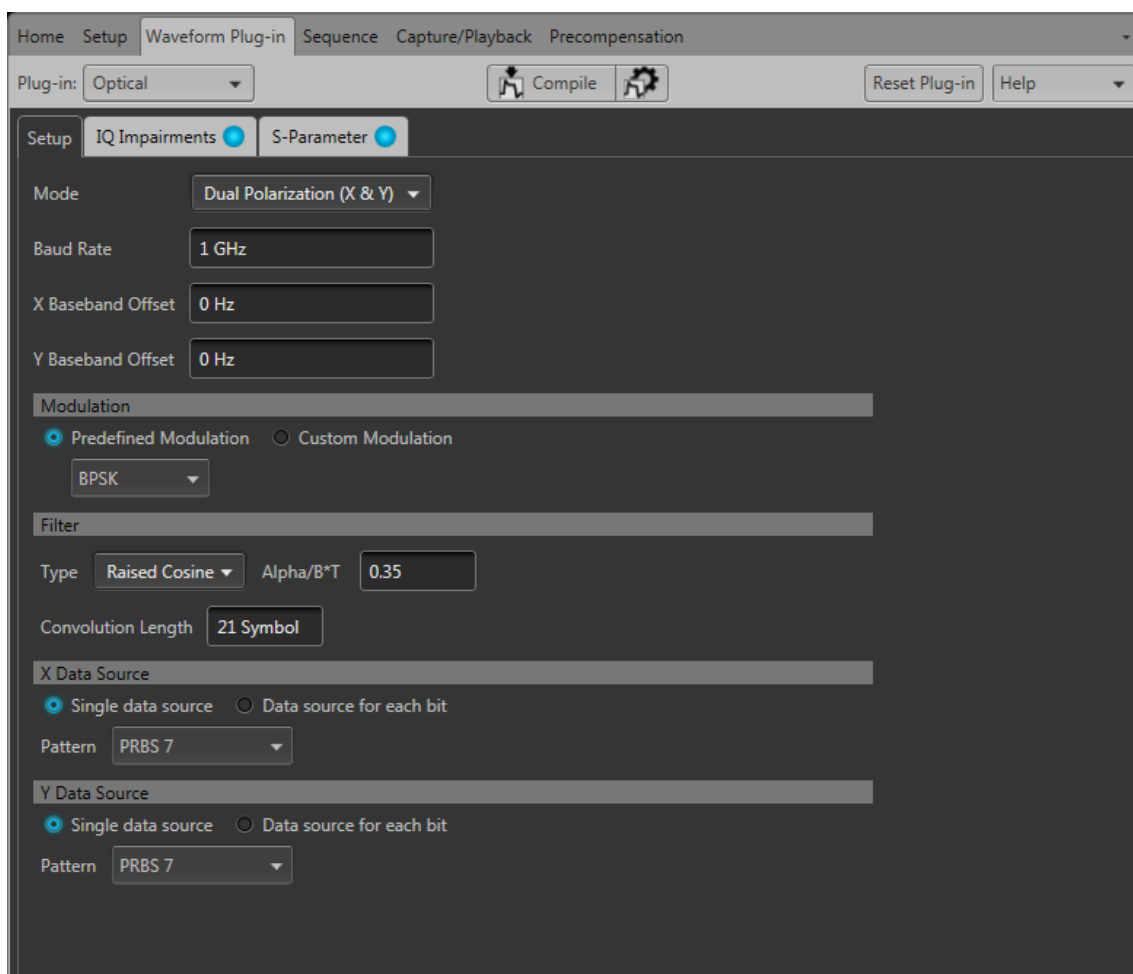 Home Setup Waveform Plug-in Sequence Capture/Playback Precompensation
Plug-in: Optical Compile Reset Plug-in Help
Setup IQ Impairments S-Parameter
Mode Dual Polarization (X & Y)
Baud Rate 1 GHz
X Baseband Offset 0 Hz
Y Baseband Offset 0 Hz
Modulation
Predefined Modulation Custom Modulation
BPSK
Filter
Type Raised Cosine Alpha/B*T 0.35
Convolution Length 21 Symbol
X Data Source
Single data source Data source for each bit
Pattern PRBS 7
Y Data Source
Single data source Data source for each bit
Pattern PRBS 7